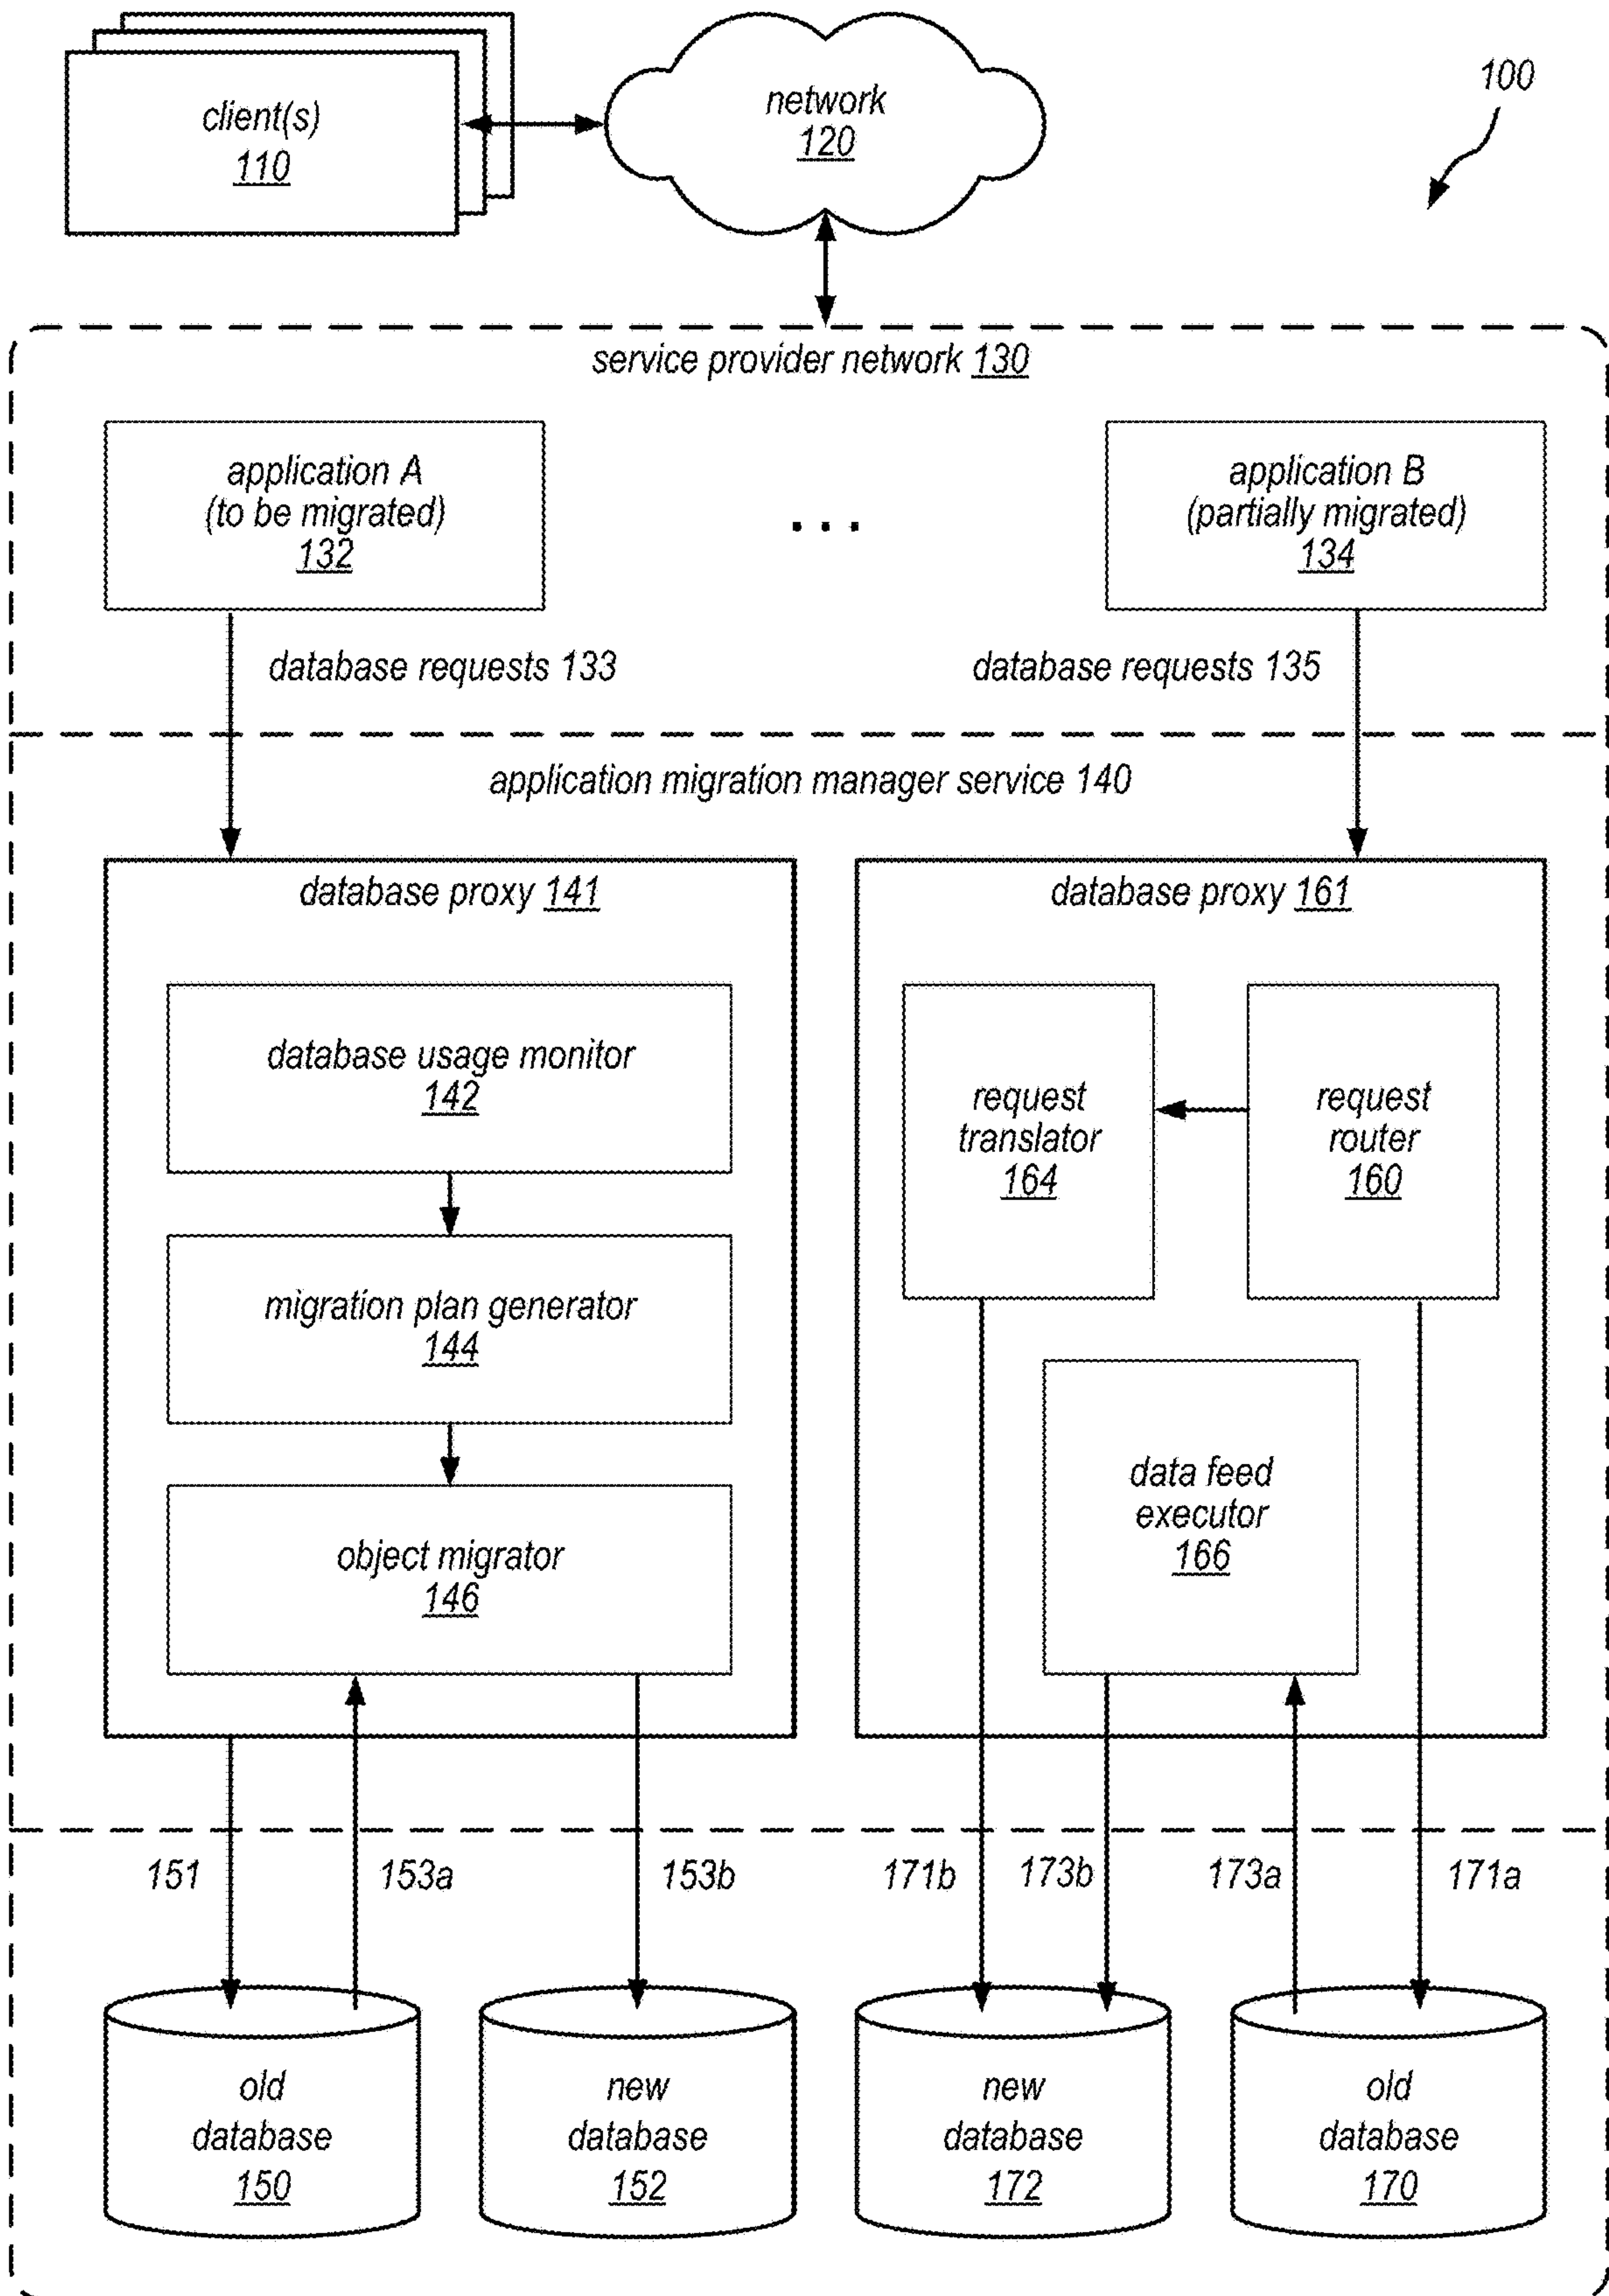 client(s)
110
network
120
100
service provider network 130
application A
(to be migrated)
132
...
application B
(partially migrated)
134
database requests 133
database requests 135
application migration manager service 140
database proxy 141
database usage monitor
142
migration plan generator
144
object migrator
146
database proxy 161
request
translator
164
request
router
160
data feed
executor
166
151
153a
153b
171b
173b
173a
171a
old
database
150
new
database
152
new
database
172
old
database
170